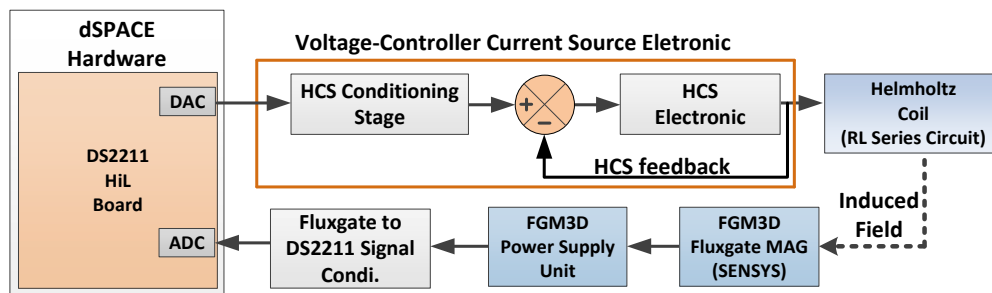 dSPACE
Hardware
Voltage-Controller Current Source Eletronic
DAC
HCS Conditioning
Stage
+
−
HCS
Electronic
HCS feedback
Helmholtz
Coil
(RL Series Circuit)
DS2211
HiL
Board
Induced
Field
ADC
Fluxgate to
DS2211 Signal
Condi.
FGM3D
Power Supply
Unit
FGM3D
Fluxgate MAG
(SENSYS)